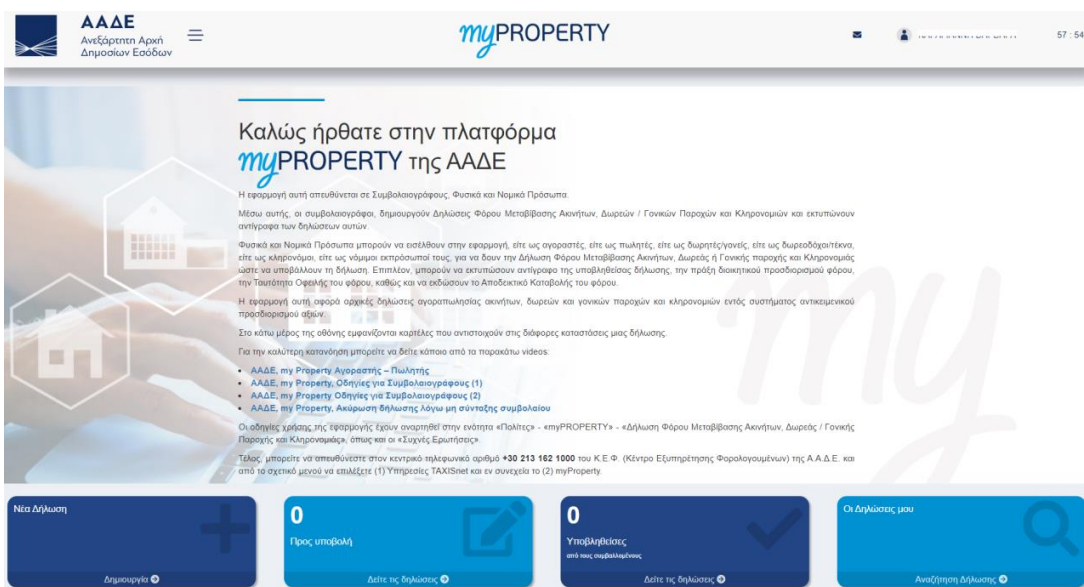 ΑΑΔΕ
Ανεξάρτητη Αρχή
Δημοσίων Εσόδων
myPROPERTY
57 : 54
Καλώς ήρθατε στην πλατφόρμα
myPROPERTY της ΑΑΔΕ
Η εφαρμογή αυτή απευθύνεται σε Συμβολαιογράφους, Φυσικά και Νομικά Πρόσωπα.
Μέσω αυτής, οι συμβολαιογράφοι, δημιουργούν Δηλώσεις Φόρου Μεταβίβασης Ακινήτων, Δωρεών / Γονικών Παροχών και Κληρονομιών και εκτυπώνουν
αντίγραφα των δηλώσεων αυτών.
Φυσικά και Νομικά Πρόσωπα μπορούν να εισέλθουν στην εφαρμογή, είτε ως αγοραστές, είτε ως πωλητές, είτε ως δωρητές/γονείς, είτε ως δωρεοδόχοι/τέκνα,
είτε ως κληρονόμοι, είτε ως νόμιμοι εκπρόσωποί τους, για να δουν την Δήλωση Φόρου Μεταβίβασης Ακινήτων, Δωρεάς ή Γονικής παροχής και Κληρονομιάς
ώστε να υποβάλλουν τη δήλωση. Επιπλέον, μπορούν να εκτυπώσουν αντίγραφο της υποβληθείσας δήλωσης, την πράξη διοικητικού προσδιορισμού φόρου,
την Ταυτότητα Οφειλής του φόρου, καθώς και να εκδώσουν το Αποδεικτικό Καταβολής του φόρου.
Η εφαρμογή αυτή αφορά αρχικές δηλώσεις αγοραπωλησίας ακινήτων, δωρεών και γονικών παροχών και κληρονομιών εντός συστήματος αντικειμενικού
προσδιορισμού αξιών.
Στο κάτω μέρος της οθόνης εμφανίζονται καρτέλες που αντιστοιχούν στις διάφορες καταστάσεις μιας δήλωσης.
Για την καλύτερη κατανόηση μπορείτε να δείτε κάποιο από τα παρακάτω videos:
• ΑΑΔΕ, my Property Αγοραστής – Πωλητής
• ΑΑΔΕ, my Property, Οδηγίες για Συμβολαιογράφους (1)
• ΑΑΔΕ, my Property Οδηγίες για Συμβολαιογράφους (2)
• ΑΑΔΕ, my Property, Ακύρωση δήλωσης λόγω μη σύνταξης συμβολαίου
Οι οδηγίες χρήσης της εφαρμογής έχουν αναρτηθεί στην ενότητα «Πολίτες» - «myPROPERTY» - «Δήλωση Φόρου Μεταβίβασης Ακινήτων, Δωρεάς / Γονικής
Παροχής και Κληρονομιάς», όπως και οι «Συχνές Ερωτήσεις».
Τέλος, μπορείτε να απευθύνεστε στον κεντρικό τηλεφωνικό αριθμό +30 213 162 1000 του Κ.Ε.Φ. (Κέντρο Εξυπηρέτησης Φορολογουμένων) της Α.Α.Δ.Ε. και
από το σχετικό μενού να επιλέξετε (1) Υπηρεσίες TAXISnet και εν συνεχεία το (2) myProperty.
my
Νέα Δήλωση
Δημιουργία
0
Προς υποβολή
Δείτε τις δηλώσεις
0
Υποβληθείσες
από τους συμβαλλομένους
Δείτε τις δηλώσεις
Οι Δηλώσεις μου
Αναζήτηση Δήλωσης